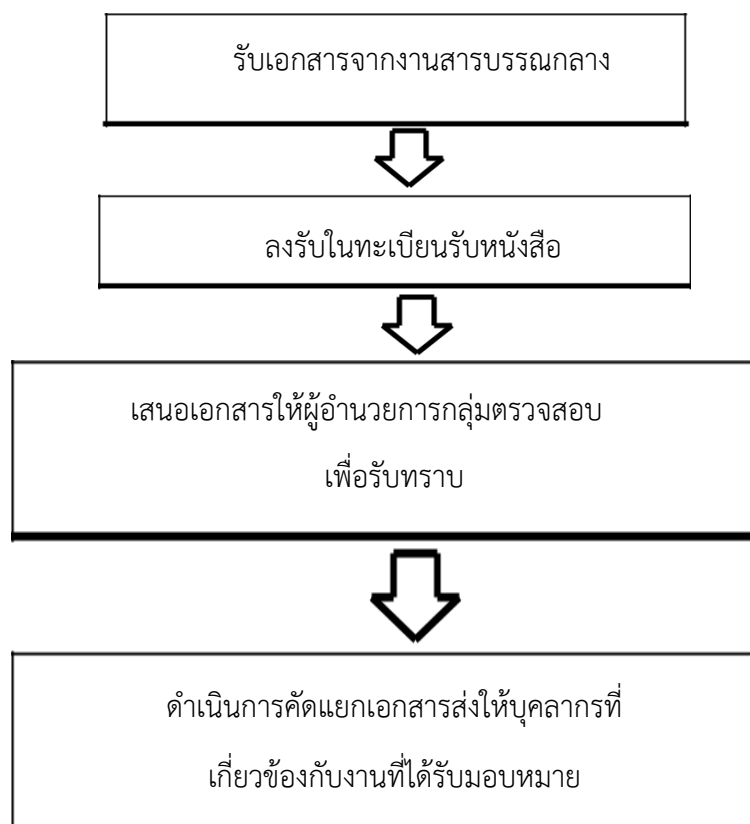 รับเอกสารจากงานสารบรรณกลาง
ลงรับในทะเบียนรับหนังสือ
เสนอเอกสารให้ผู้อำนวยการกลุ่มตรวจสอบ
เพื่อรับทราบ
ดำเนินการคัดแยกเอกสารส่งให้บุคลากรที่
เกี่ยวข้องกับงานที่ได้รับมอบหมาย